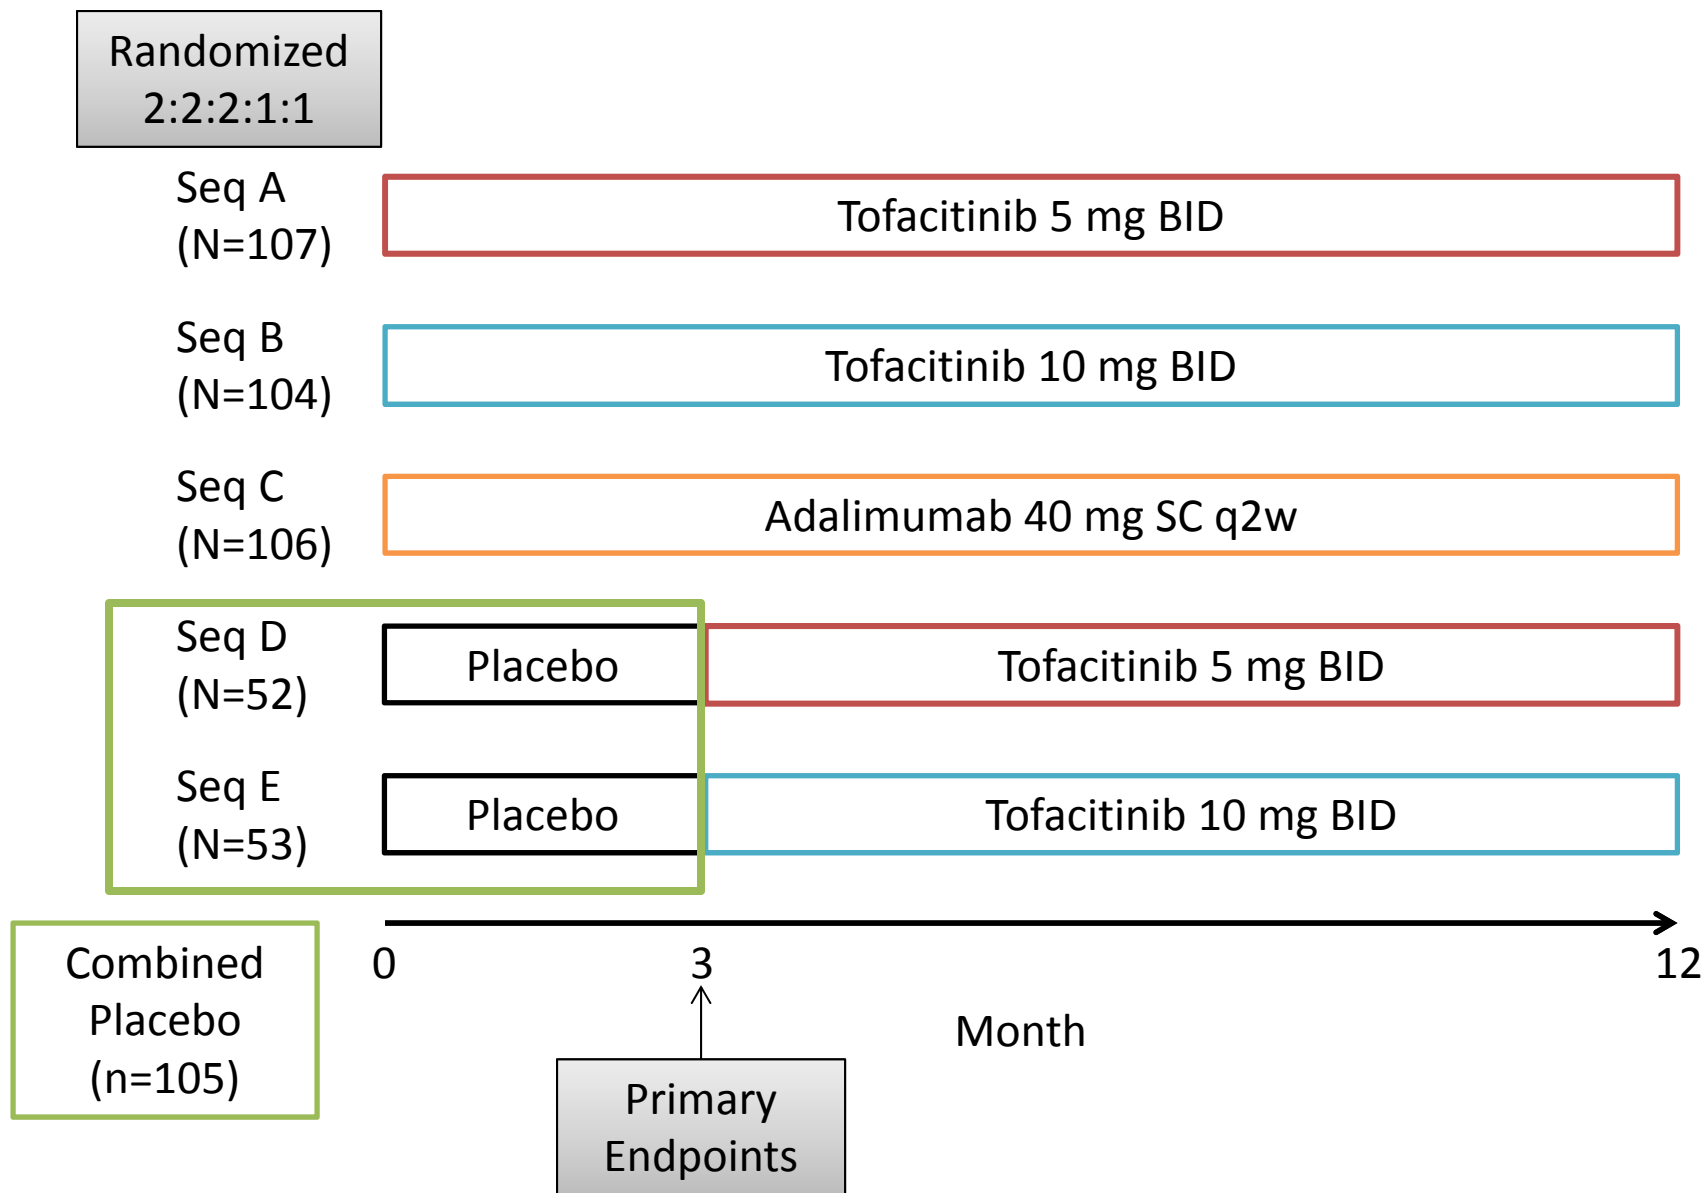 Randomized
2:2:2:1:1
Seq A
(N=107)
Tofacitinib 5 mg BID
Seq B
(N=104)
Tofacitinib 10 mg BID
Seq C
(N=106)
Adalimumab 40 mg SC q2w
Seq D
(N=52)
Placebo
Tofacitinib 5 mg BID
Seq E
(N=53)
Placebo
Tofacitinib 10 mg BID
Combined
Placebo
(n=105)
0
3
12
Month
Primary
Endpoints